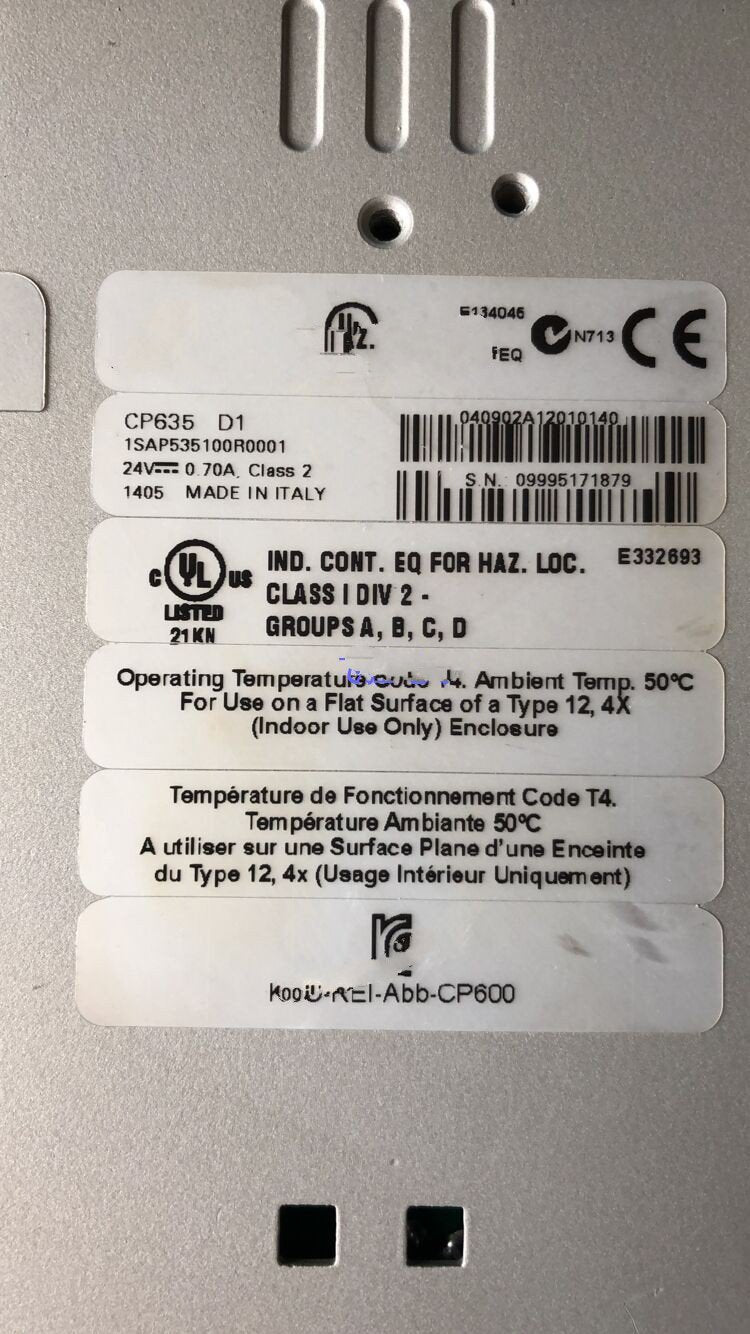 E134046
N713
CE
CP635 D1
040902A12010140
1SAP535100R0001
24V 0.70A, Class 2
S.N.: 09995171879
1405 MADE IN ITALY
C UL US
LISTED
21KN
IND. CONT. EQ FOR HAZ. LOC. E332693
CLASS I DIV 2 -
GROUPS A, B, C, D
Operating Temperature T4. Ambient Temp. 50°C
For Use on a Flat Surface of a Type 12, 4X
(Indoor Use Only) Enclosure
Température de Fonctionnement Code T4.
Température Ambiante 50°C
A utiliser sur une Surface Plane d'une Enceinte
du Type 12, 4x (Usage Intérieur Uniquement)
-Abb-CP600